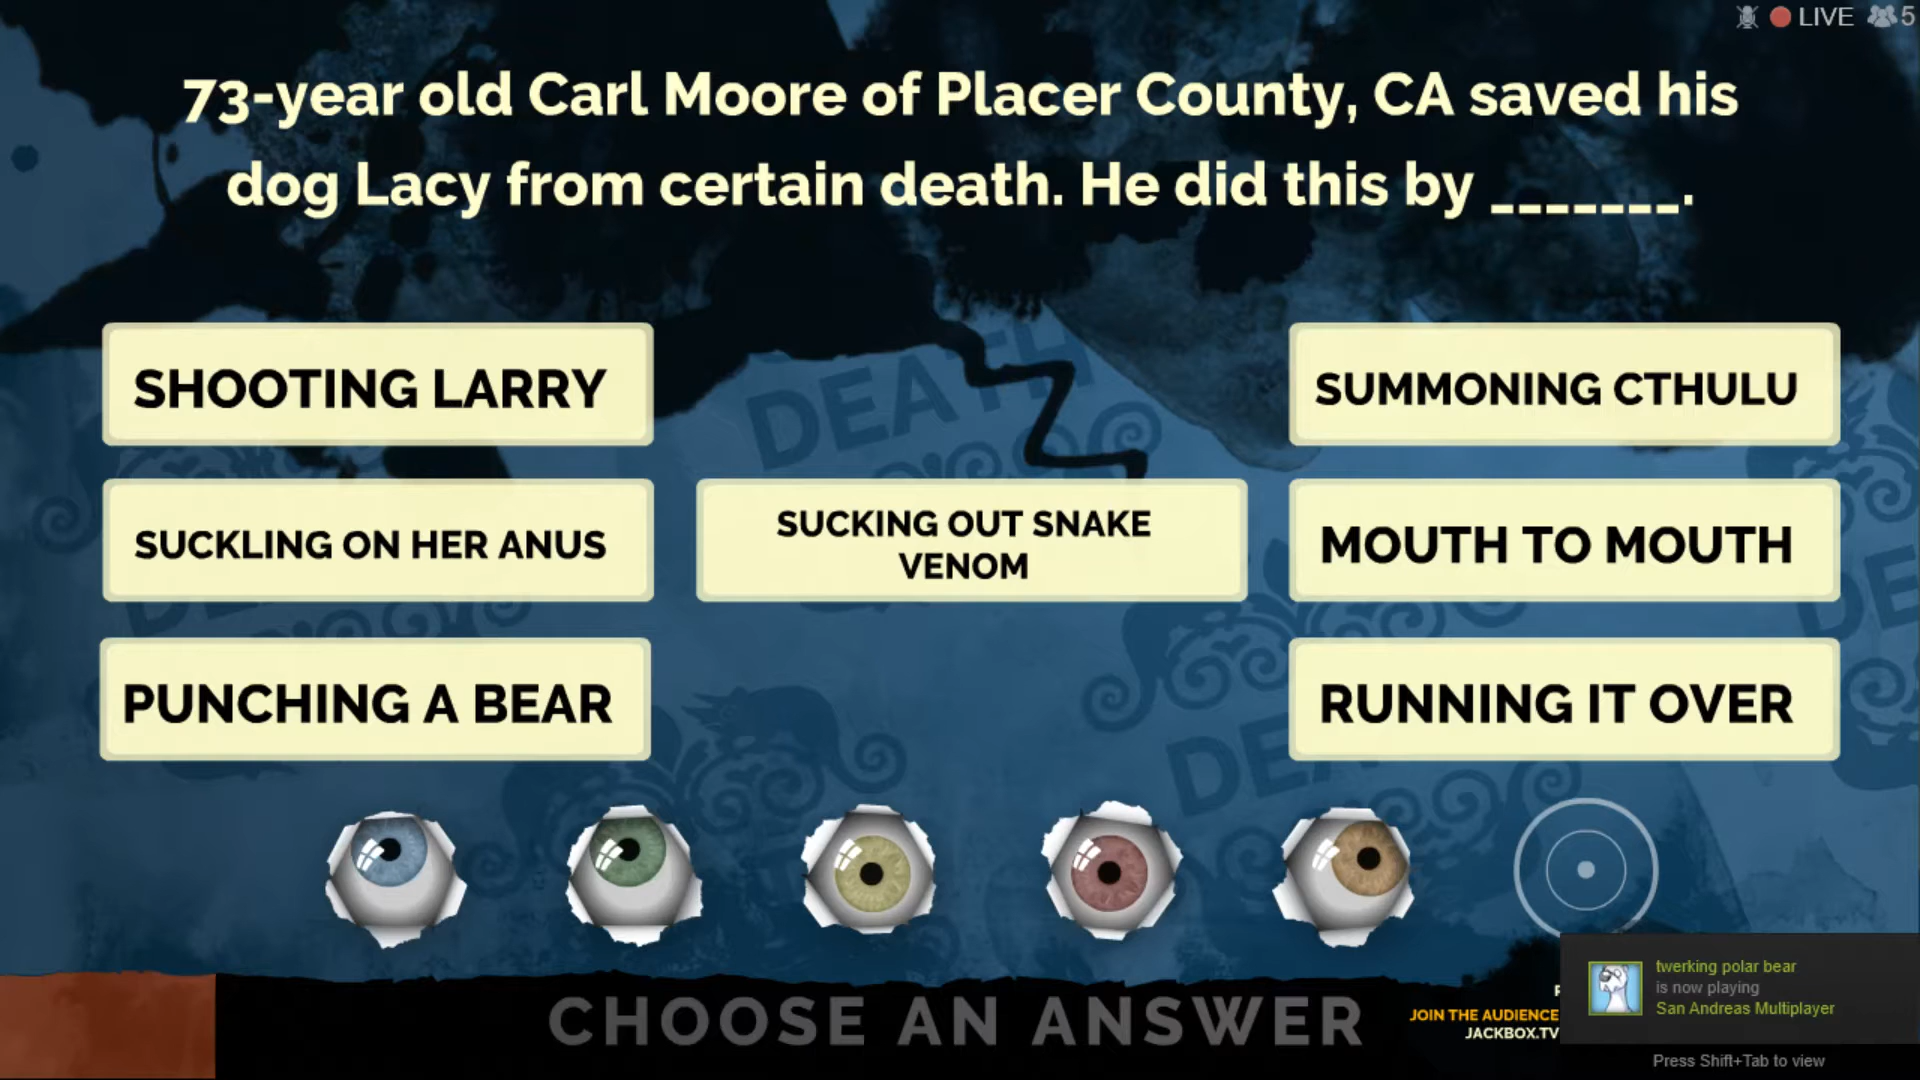 LIVE 5
73-year old Carl Moore of Placer County, CA saved his
dog Lacy from certain death. He did this by _______.
SHOOTING LARRY
SUMMONING CTHULU
SUCKLING ON HER ANUS
SUCKING OUT SNAKE
VENOM
MOUTH TO MOUTH
PUNCHING A BEAR
RUNNING IT OVER
DEATH
CHOOSE AN ANSWER
JOIN THE AUDIENCE
JACKBOX.TV
twerking polar bear
is now playing
San Andreas Multiplayer
Press Shift+Tab to view